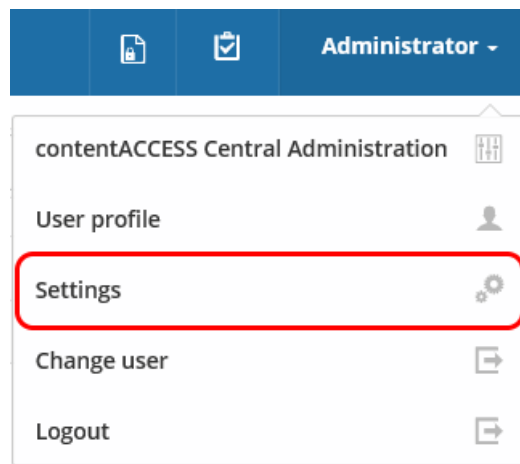 Administrator
contentACCESS Central Administration
User profile
Settings
Change user
Logout